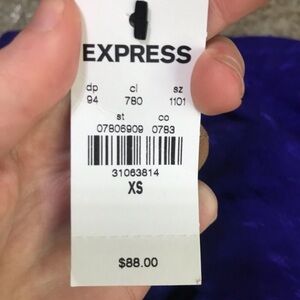 EXPRESS
dp cl sz
94 780 1101
st co
07806909 0783
31063814
XS
$88.00